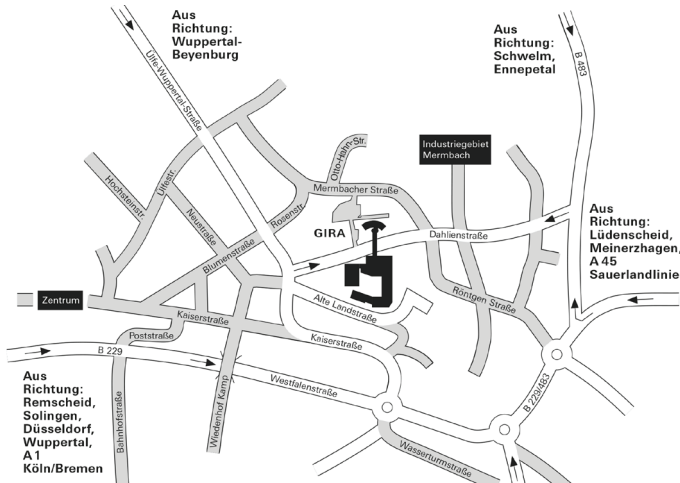 Aus
Richtung:
Wuppertal-
Beyenburg
Aus
Richtung:
Schwelm,
Ennepetal
B 483
Ülfe-Wuppertal-Straße
Otto-Hahn-Str.
Industriegebiet
Mermbach
Hochsteinstr.
Ülfestr.
Mermbacher Straße
Neustraße
Rosenstr.
Blumenstraße
GIRA
Dahlienstraße
Aus
Richtung:
Lüdenscheid,
Meinerzhagen,
A 45
Sauerlandlinie
Zentrum
Röntgen Straße
Alte Landstraße
Kaiserstraße
Poststraße
Kaiserstraße
B 229
Westfalenstraße
B 229/483
Aus
Richtung:
Remscheid,
Solingen,
Düsseldorf,
Wuppertal,
A 1
Köln/Bremen
Bahnhofstraße
Wiedenhof Kamp
Wasserturmstraße